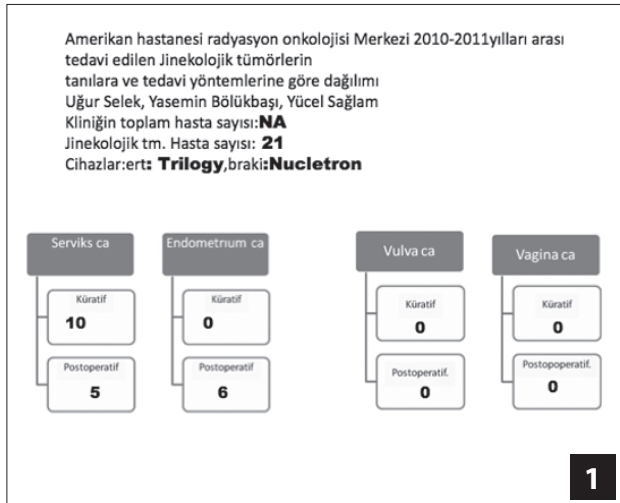 Amerikan hastanesi radyasyon onkolojisi Merkezi 2010-2011yılları arası
tedavi edilen Jinekolojik tümörlerin
tanılara ve tedavi yöntemlerine göre dağılımı
Uğur Selek, Yasemin Bölükbaşı, Yücel Sağlam
Kliniğin toplam hasta sayısı:NA
Jinekolojik tm. Hasta sayısı: 21
Cihazlar:ert: Trilogy,braki:Nucletron
Serviks ca
Küratif
10
Postoperatif
5
Endometrıum ca
Küratif
0
Postoperatif
6
Vulva ca
Küratif
0
Postoperatif.
0
Vagina ca
Küratif
0
Postopoperatif.
0
1